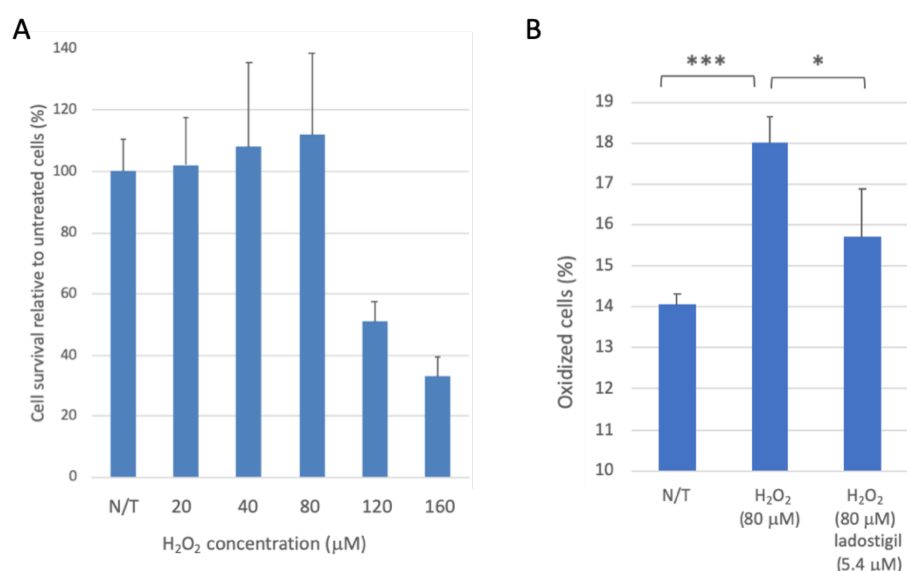 A
Cell survival relative to untreated cells (%)
140
120
100
80
60
40
20
0
N/T 20 40 80 120 160
H₂O₂ concentration (μM)
B
*** *
Oxidized cells (%)
19
18
17
16
15
14
13
12
11
10
N/T H₂O₂ H₂O₂
(80 μM) (80 μM)
ladostigil
(5.4 μM)